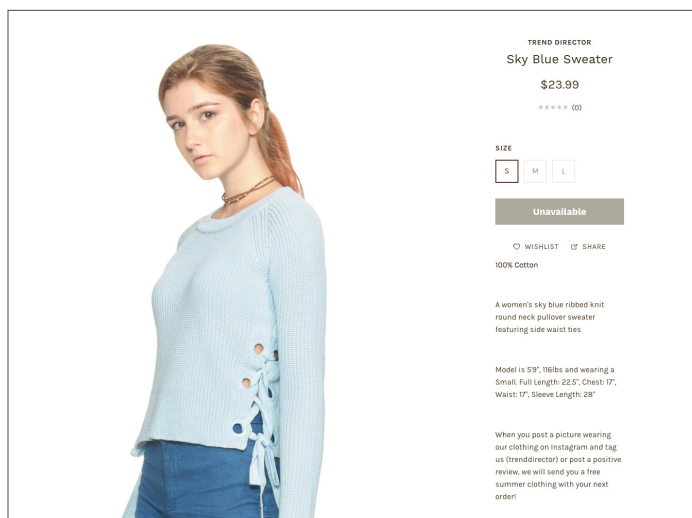 TREND DIRECTOR
Sky Blue Sweater
$23.99
(0)
SIZE
S M L
Unavailable
WISHLIST SHARE
100% Cotton
A women's sky blue ribbed knit
round neck pullover sweater
featuring side waist ties
Model is 5'9", 116lbs and wearing a
Small. Full Length: 22.5", Chest: 17",
Waist: 17", Sleeve Length: 28"
When you post a picture wearing
our clothing on Instagram and tag
us (trenddirector) or post a positive
review, we will send you a free
summer clothing with your next
order!